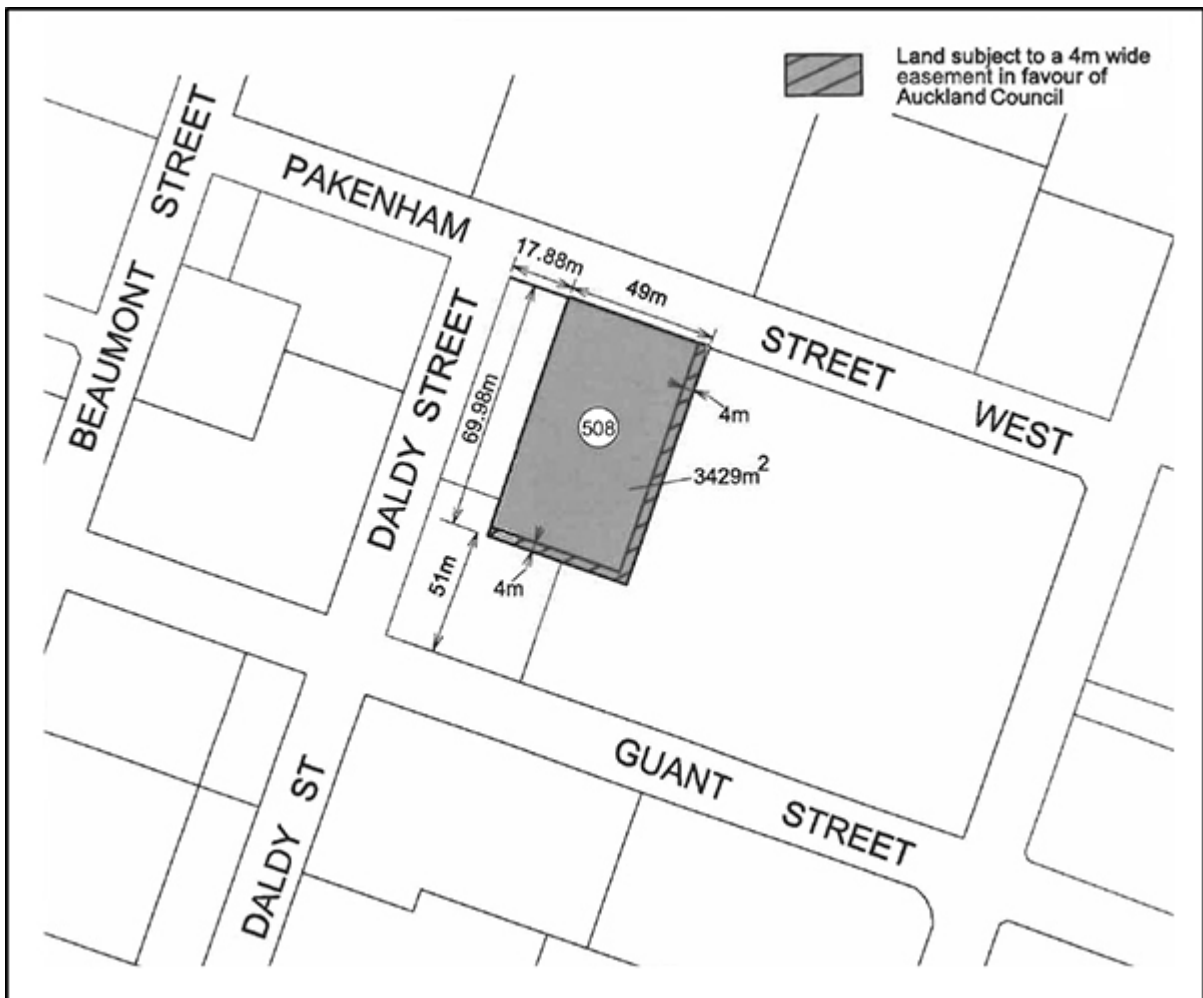 Land subject to a 4m wide
easement in favour of
Auckland Council
BEAUMONT STREET
PAKENHAM STREET WEST
17.88m
49m
DALDY STREET
69.98m
4m
508
3429m²
51m
4m
GUANT STREET
DALDY ST